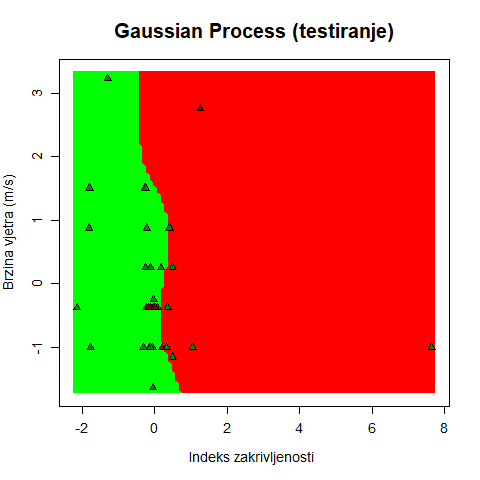 Gaussian Process (testiranje)
Brzina vjetra (m/s)
3
2
1
0
-1
-2 0 2 4 6 8
Indeks zakrivljenosti